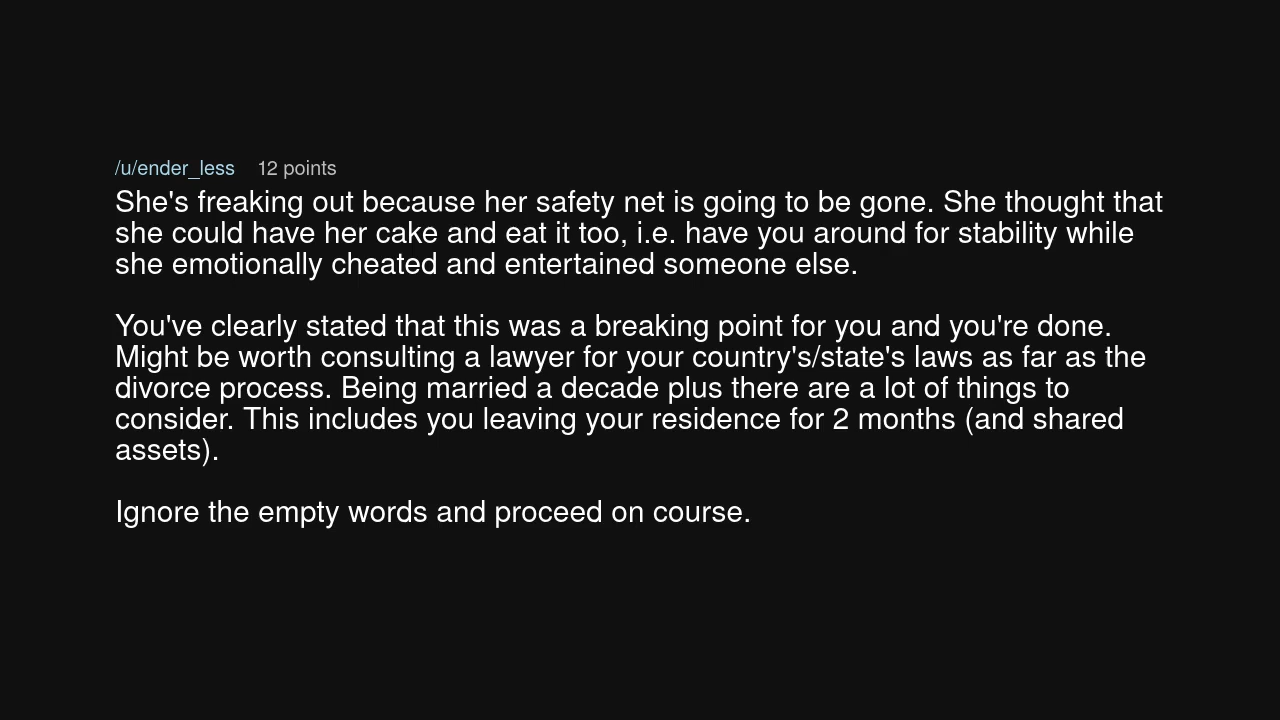 /u/ender_less 12 points
She's freaking out because her safety net is going to be gone. She thought that
she could have her cake and eat it too, i.e. have you around for stability while
she emotionally cheated and entertained someone else.
You've clearly stated that this was a breaking point for you and you're done.
Might be worth consulting a lawyer for your country's/state's laws as far as the
divorce process. Being married a decade plus there are a lot of things to
consider. This includes you leaving your residence for 2 months (and shared
assets).
Ignore the empty words and proceed on course.